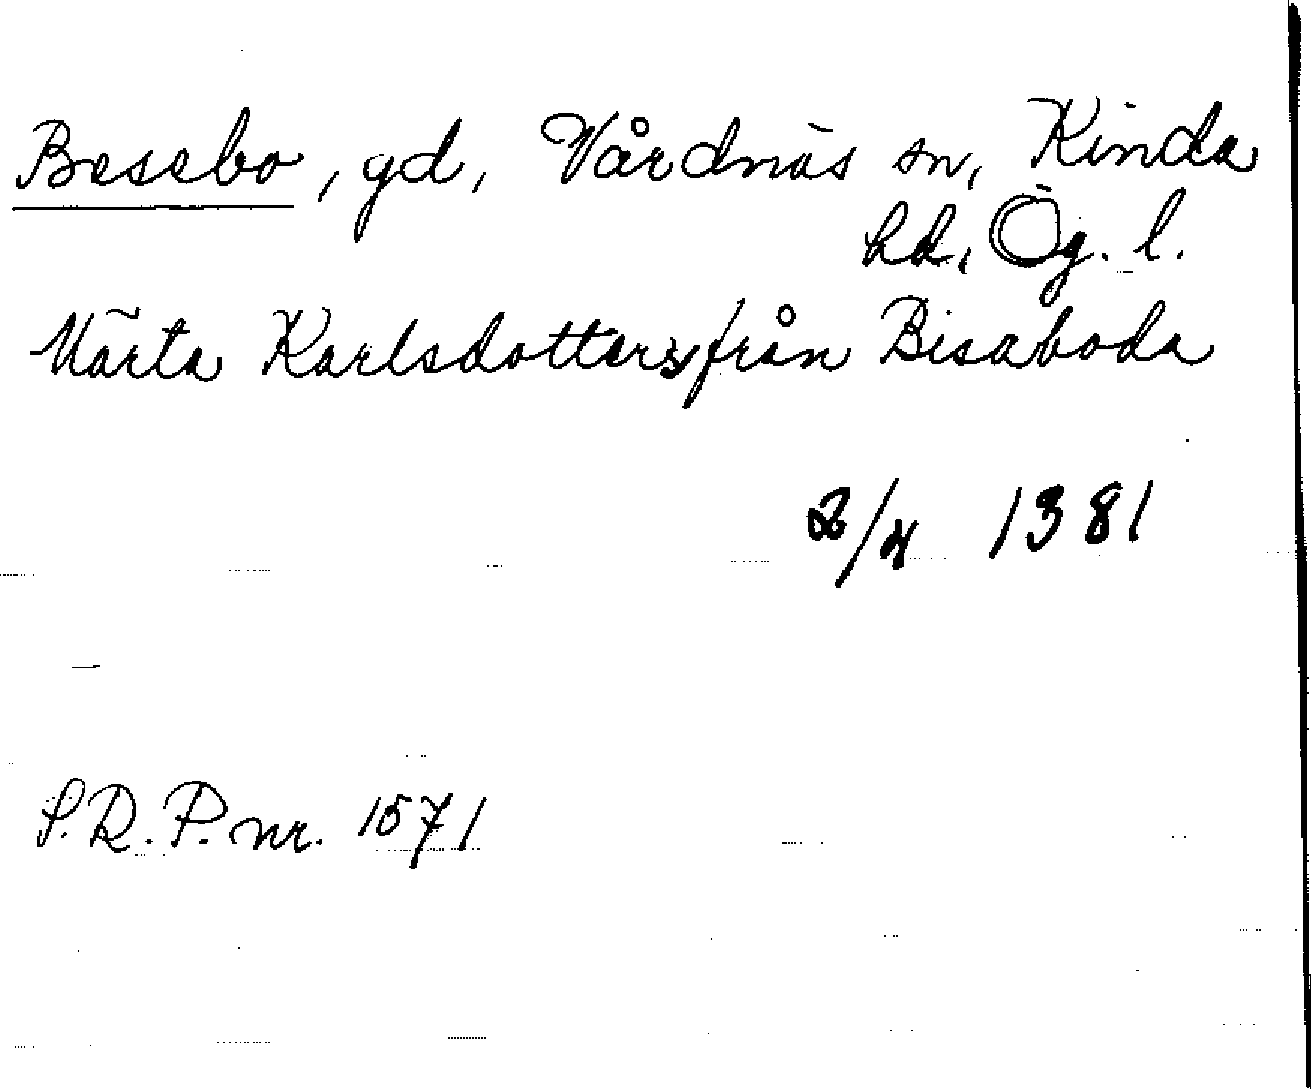 Bessebo, gd, Vårdnäs sn, Kinda
hd, Ög. l.
Märta Karlsdotters från Bisaboda
2/4 1381
S.R.P. nr. 1571